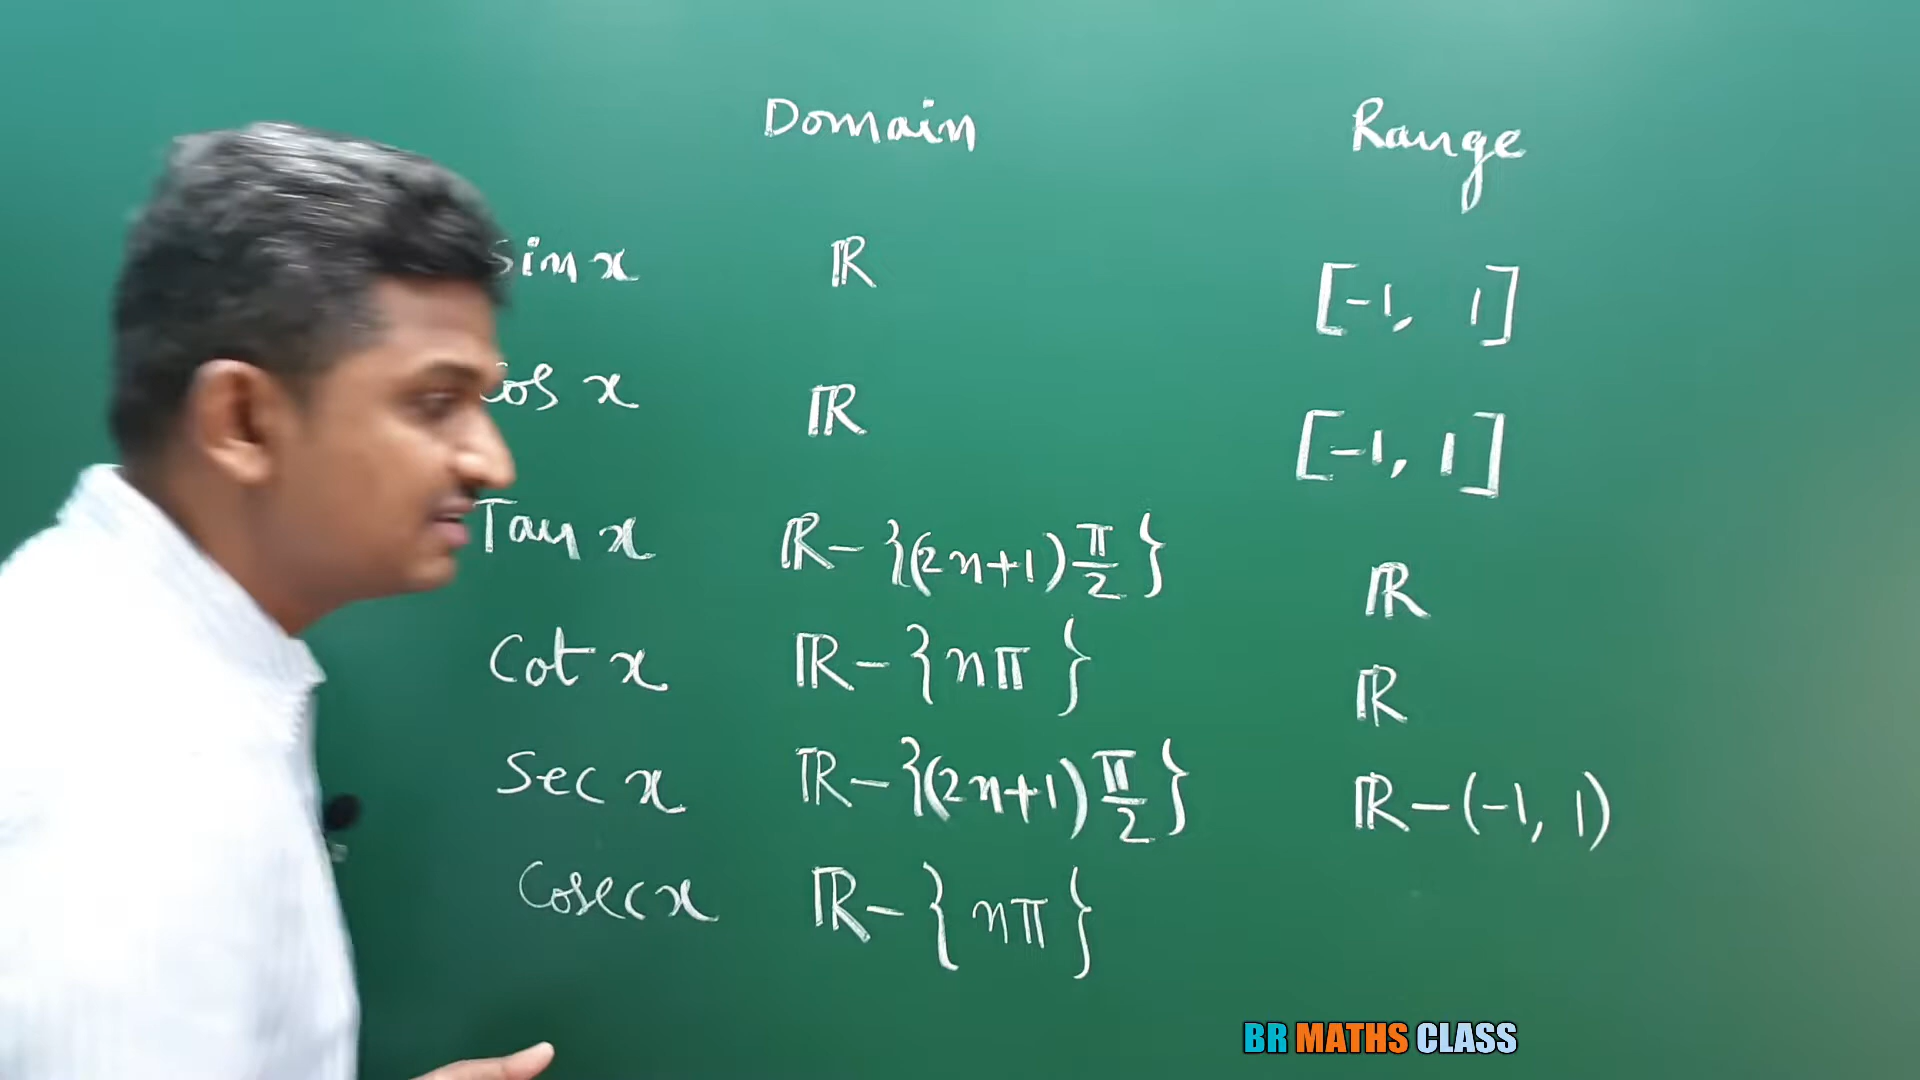 Domain Range
Sin x ℝ [-1, 1]
Cos x ℝ [-1, 1]
Tan x ℝ - {(2n+1) π/2} ℝ
Cot x ℝ - {nπ} ℝ
Sec x ℝ - {(2n+1) π/2} ℝ - (-1, 1)
Cosec x ℝ - {nπ}
BR MATHS CLASS